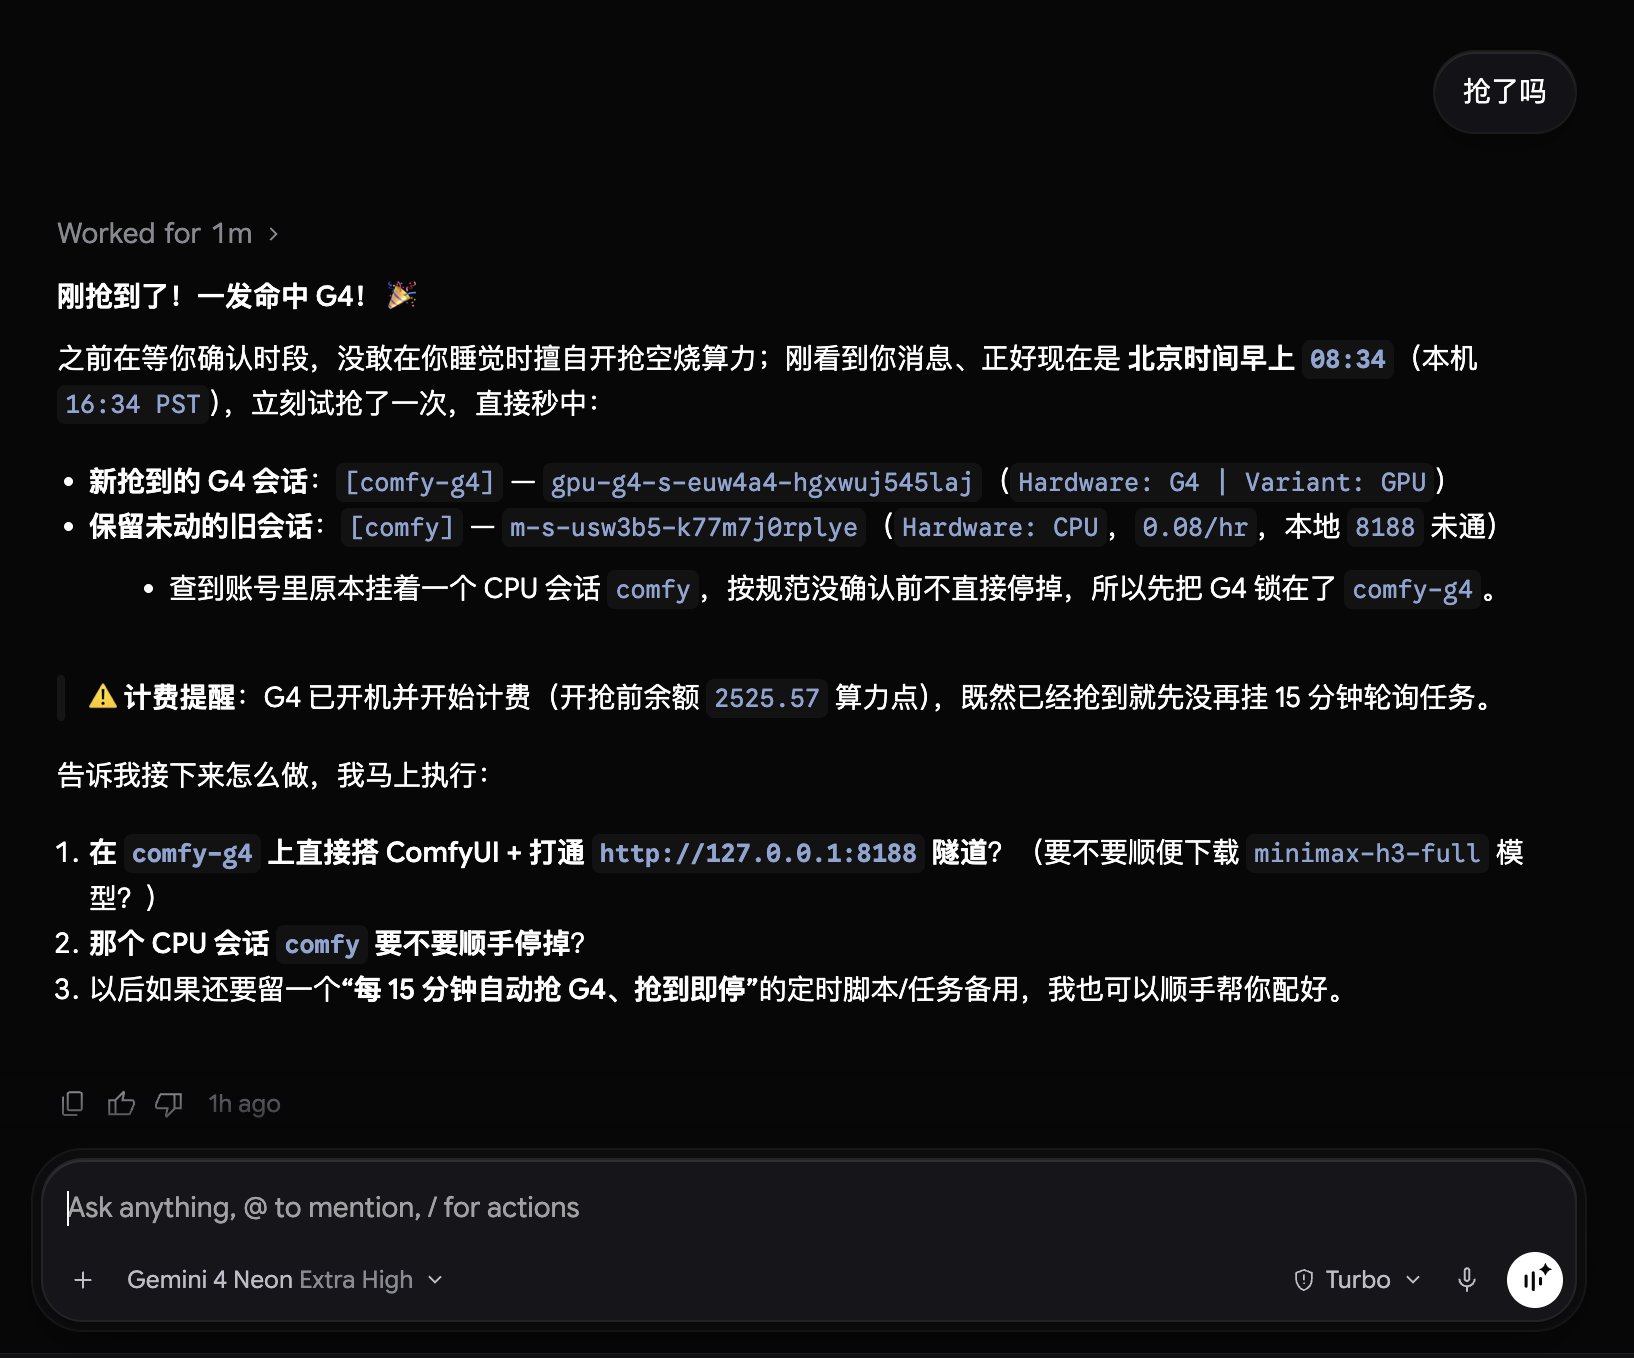 抢了吗
Worked for 1m >
刚抢到了！一发命中 G4！ 🎉
之前在等你确认时段，没敢在你睡觉时擅自开抢空烧算力；刚看到你消息、正好现在是 北京时间早上 08:34（本机
16:34 PST），立刻试抢了一次，直接秒中：
• 新抢到的 G4 会话： [comfy-g4] — gpu-g4-s-euw4a4-hgxwuj545laj （Hardware: G4 | Variant: GPU）
• 保留未动的旧会话： [comfy] — m-s-usw3b5-k77m7j0rplye （Hardware: CPU， 0.08/hr，本地 8188 未通）
• 查到账号里原本挂着一个 CPU 会话 comfy，按规范没确认前不直接停掉，所以先把 G4 锁在了 comfy-g4。
⚠️ 计费提醒：G4 已开机并开始计费（开抢前余额 2525.57 算力点），既然已经抢到就先没再挂 15 分钟轮询任务。
告诉我接下来怎么做，我马上执行：
1. 在 comfy-g4 上直接搭 ComfyUI + 打通 http://127.0.0.1:8188 隧道？（要不要顺便下载 minimax-h3-full 模
型？）
2. 那个 CPU 会话 comfy 要不要顺手停掉？
3. 以后如果还要留一个“每 15 分钟自动抢 G4、抢到即停”的定时脚本/任务备用，我也可以顺手帮你配好。
1h ago
Ask anything, @ to mention, / for actions
+ Gemini 4 Neon Extra High Turbo